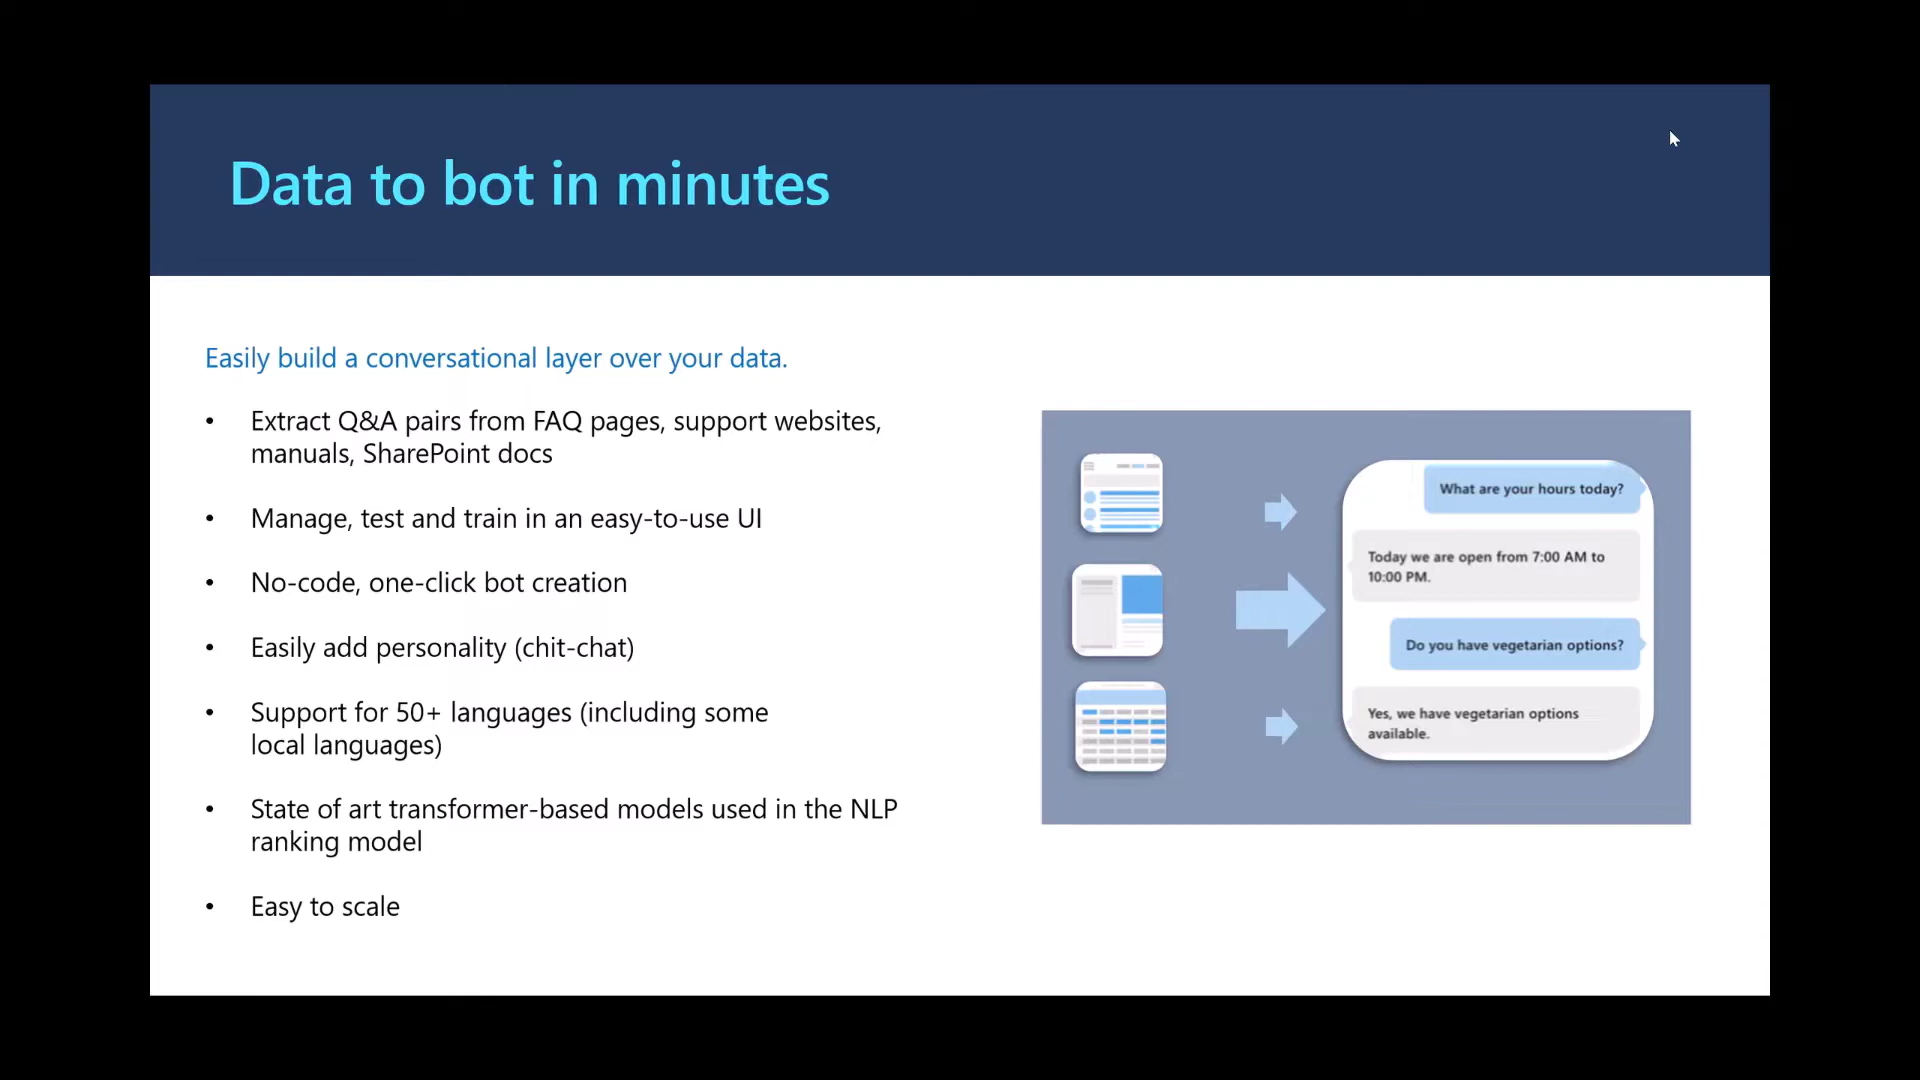 Data to bot in minutes
Easily build a conversational layer over your data.
• Extract Q&A pairs from FAQ pages, support websites,
manuals, SharePoint docs
• Manage, test and train in an easy-to-use UI
• No-code, one-click bot creation
• Easily add personality (chit-chat)
• Support for 50+ languages (including some
local languages)
• State of art transformer-based models used in the NLP
ranking model
• Easy to scale
What are your hours today?
Today we are open from 7:00 AM to
10:00 PM.
Do you have vegetarian options?
Yes, we have vegetarian options
available.